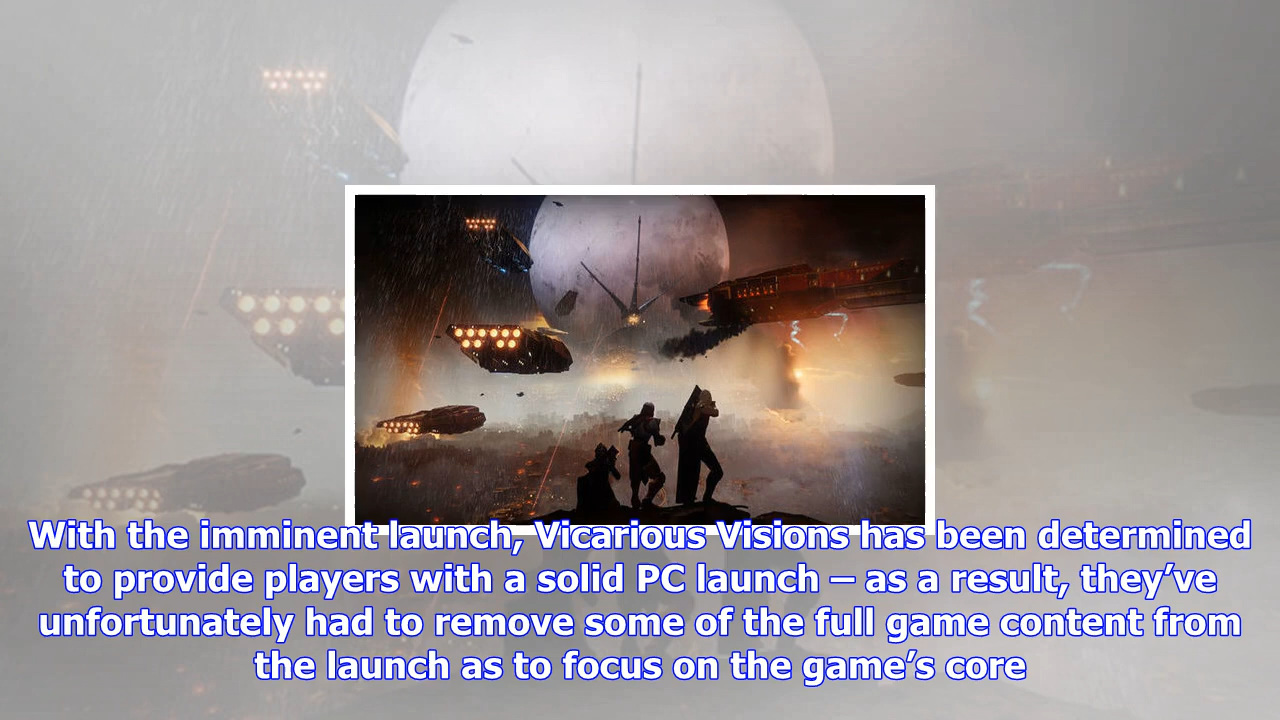 With the imminent launch, Vicarious Visions has been determined
to provide players with a solid PC launch – as a result, they’ve
unfortunately had to remove some of the full game content from
the launch as to focus on the game’s core